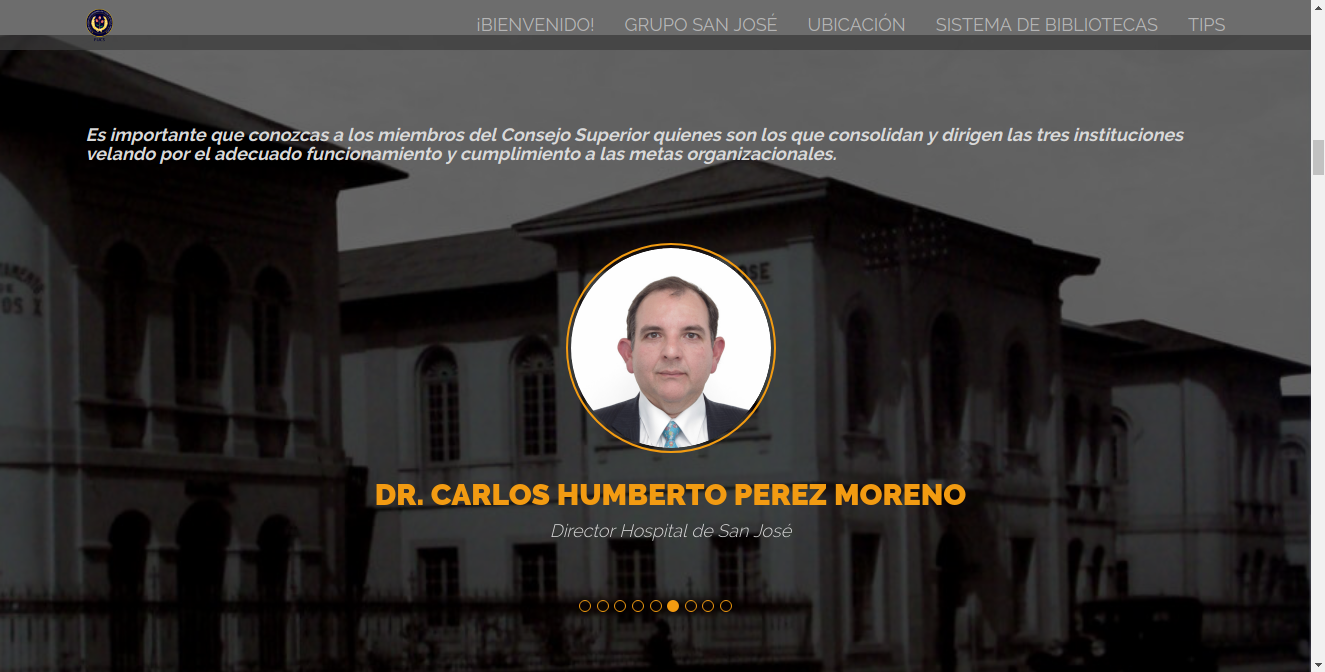 ¡BIENVENIDO! GRUPO SAN JOSÉ UBICACIÓN SISTEMA DE BIBLIOTECAS TIPS
Es importante que conozcas a los miembros del Consejo Superior quienes son los que consolidan y dirigen las tres instituciones
velando por el adecuado funcionamiento y cumplimiento a las metas organizacionales.
DR. CARLOS HUMBERTO PEREZ MORENO
Director Hospital de San José